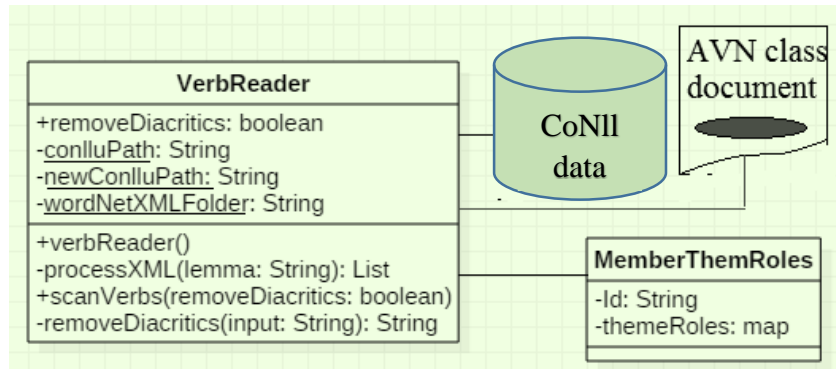 VerbReader
+removeDiacritics: boolean
-conlluPath: String
-newConlluPath: String
-wordNetXMLFolder: String
+verbReader()
-processXML(lemma: String): List
+scanVerbs(removeDiacritics: boolean)
-removeDiacritics(input: String): String
CoNll
data
AVN class
document
MemberThemRoles
-Id: String
-themeRoles: map